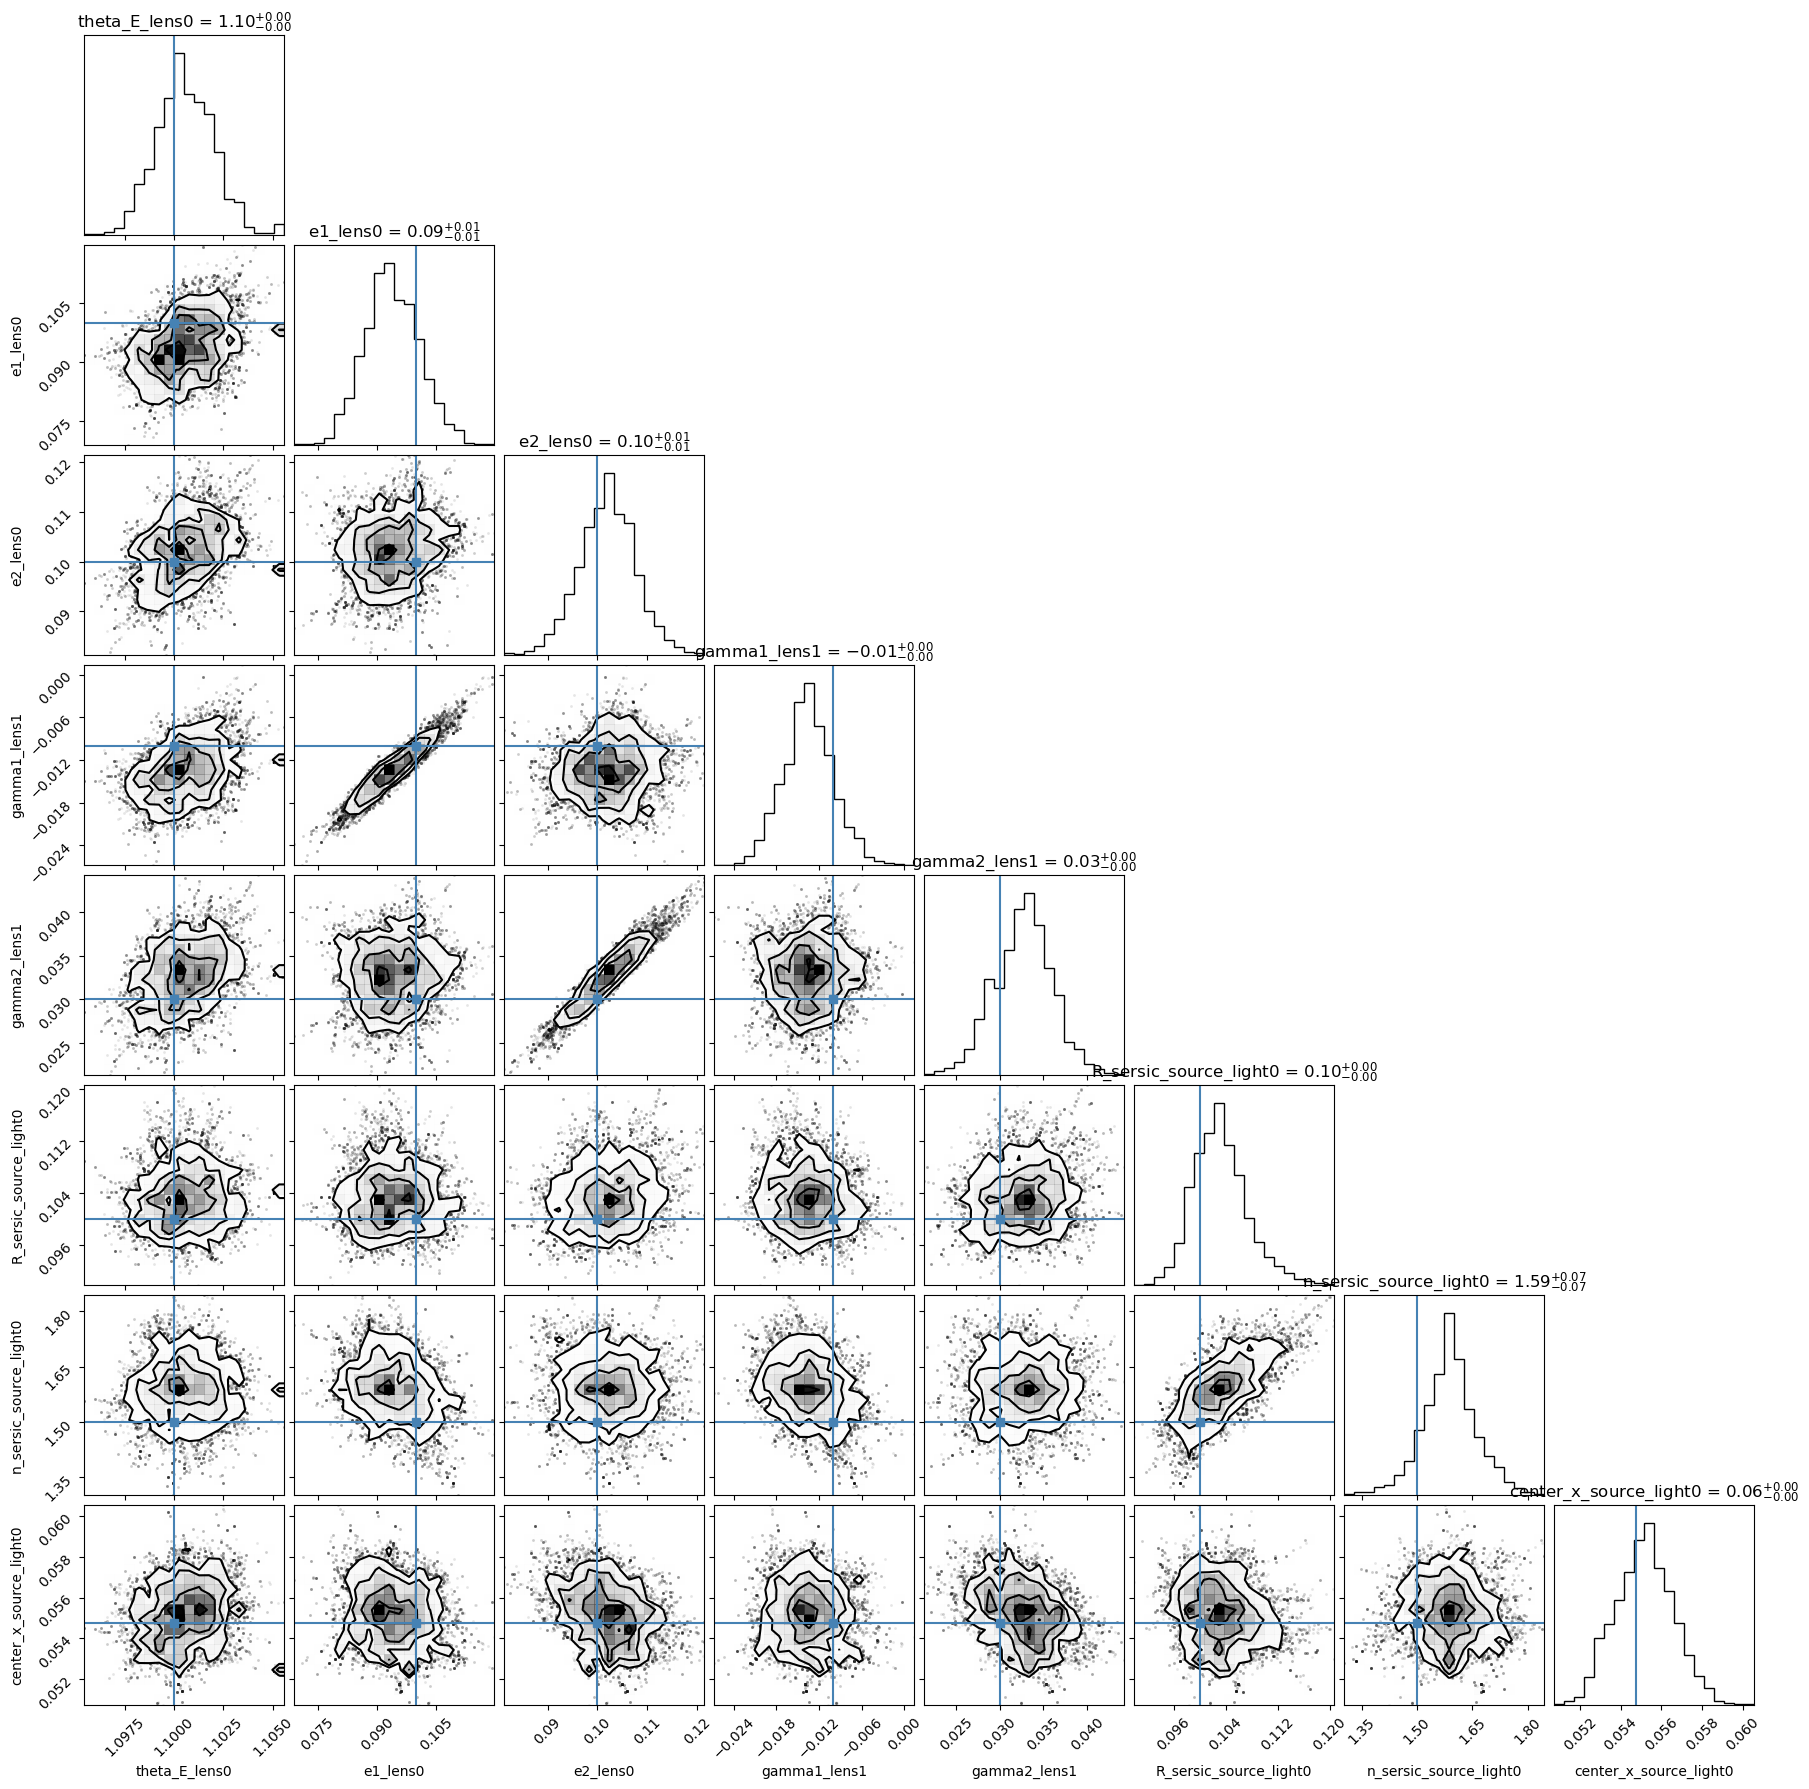 theta_E_lens0 = 1.10 +0.00 −0.00
e1_lens0 = 0.09 +0.01 −0.01
0.105
0.090
0.075
e1_lens0
e2_lens0 = 0.10 +0.01 −0.01
0.12
0.11
0.10
0.09
e2_lens0
gamma1_lens1 = −0.01 +0.00 −0.00
0.000
−0.006
−0.012
−0.018
−0.024
gamma1_lens1
gamma2_lens1 = 0.03 +0.00 −0.00
0.040
0.035
0.030
0.025
gamma2_lens1
R_sersic_source_light0 = 0.10 +0.00 −0.00
0.120
0.112
0.104
0.096
R_sersic_source_light0
n_sersic_source_light0 = 1.59 +0.07 −0.07
1.80
1.65
1.50
1.35
n_sersic_source_light0
center_x_source_light0 = 0.06 +0.00 −0.00
0.060
0.058
0.056
0.054
0.052
center_x_source_light0
1.0975 1.1000 1.1025 1.1050 0.075 0.090 0.105 0.09 0.10 0.11 0.12 −0.024 −0.018 −0.012 −0.006 0.000 0.025 0.030 0.035 0.040 0.096 0.104 0.112 0.120 1.35 1.50 1.65 1.80 0.052 0.054 0.056 0.058 0.060
theta_E_lens0 e1_lens0 e2_lens0 gamma1_lens1 gamma2_lens1 R_sersic_source_light0 n_sersic_source_light0 center_x_source_light0